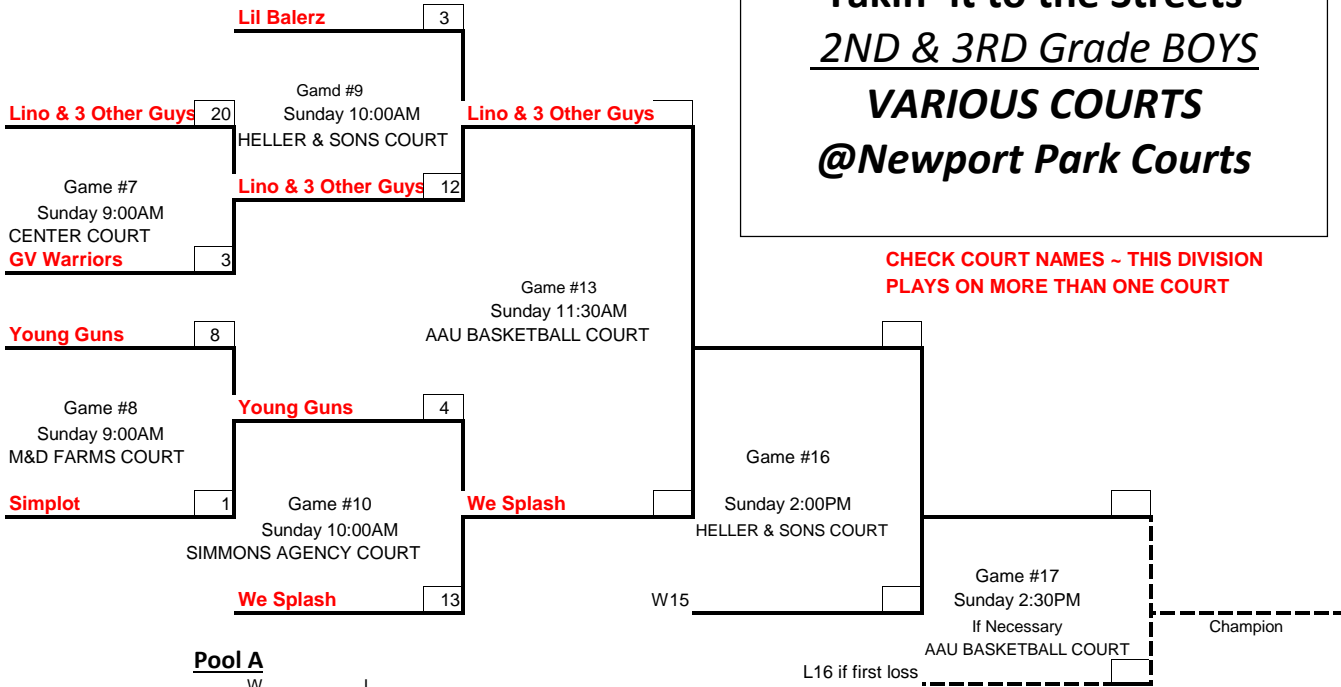 Takin' it to the Streets
2ND & 3RD Grade BOYS
VARIOUS COURTS
@Newport Park Courts
CHECK COURT NAMES ~ THIS DIVISION
PLAYS ON MORE THAN ONE COURT
Lil Balerz 3
Gamd #9
Sunday 10:00AM
HELLER & SONS COURT
Lino & 3 Other Guys 20
Lino & 3 Other Guys
Game #7
Sunday 9:00AM
CENTER COURT
Lino & 3 Other Guys 12
GV Warriors 3
Game #13
Sunday 11:30AM
AAU BASKETBALL COURT
Young Guns 8
Game #8
Sunday 9:00AM
M&D FARMS COURT
Young Guns 4
Simplot 1
Game #10
Sunday 10:00AM
SIMMONS AGENCY COURT
We Splash
We Splash 13
Game #16
Sunday 2:00PM
HELLER & SONS COURT
W15
Game #17
Sunday 2:30PM
If Necessary
AAU BASKETBALL COURT
Champion
L16 if first loss
Pool A
W L